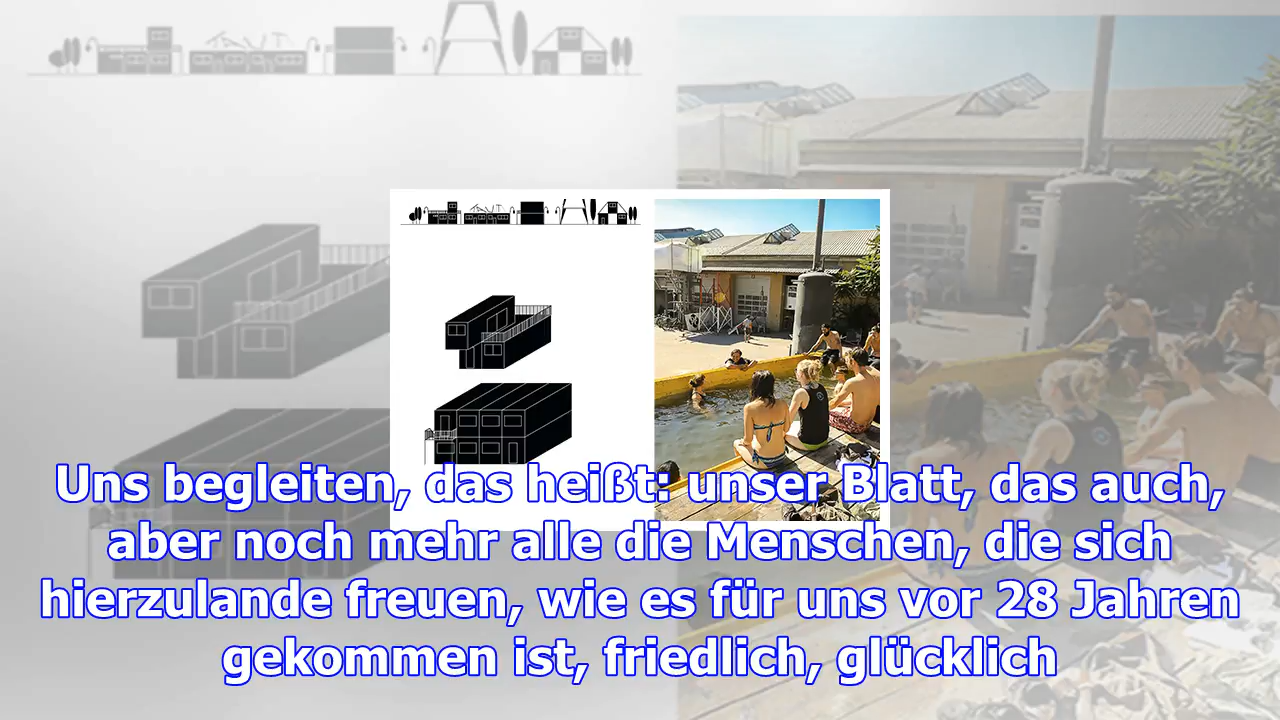 Uns begleiten, das heißt: unser Blatt, das auch,
aber noch mehr alle die Menschen, die sich
hierzulande freuen, wie es für uns vor 28 Jahren
gekommen ist, friedlich, glücklich